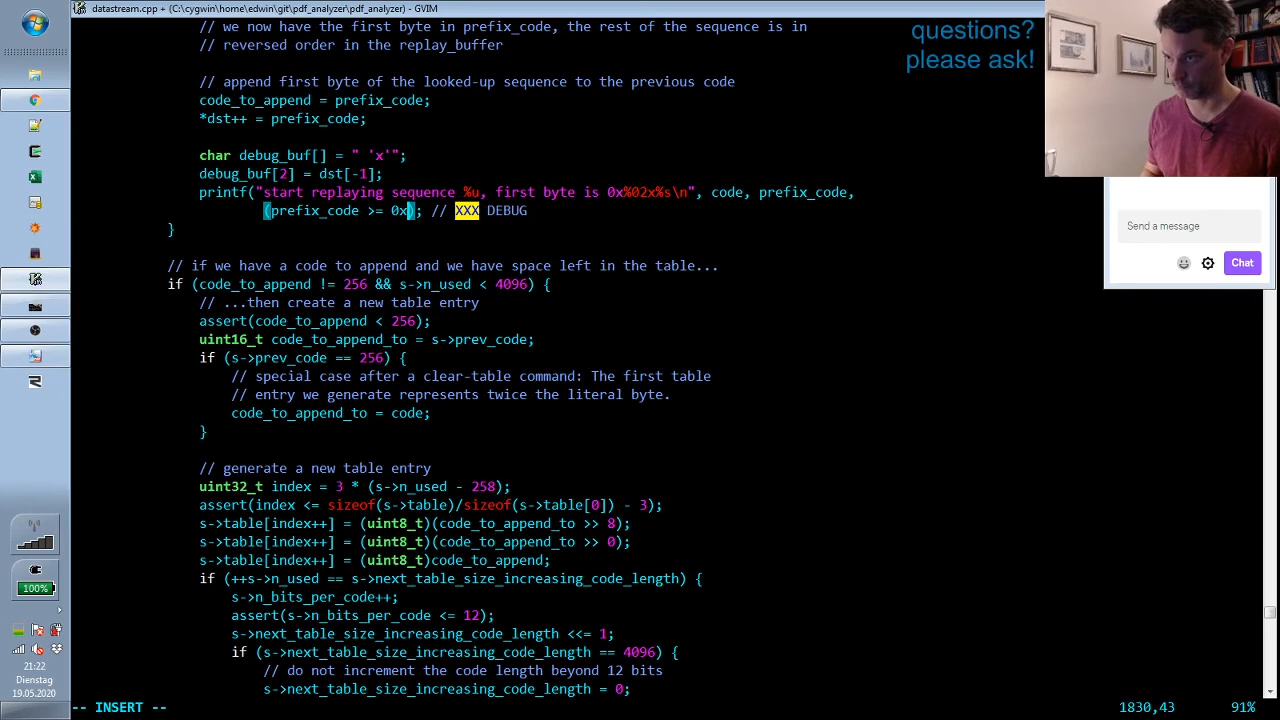 datastream.cpp + (C:\cygwin\home\edwin\git\pdf_analyzer\pdf_analyzer) - GVIM
// we now have the first byte in prefix_code, the rest of the sequence is in
// reversed order in the replay_buffer
// append first byte of the looked-up sequence to the previous code
code_to_append = prefix_code;
*dst++ = prefix_code;
char debug_buf[] = " 'x'";
debug_buf[2] = dst[-1];
printf("start replaying sequence %u, first byte is 0x%02x%s\n", code, prefix_code,
(prefix_code >= 0x); // XXX DEBUG
}
// if we have a code to append and we have space left in the table...
if (code_to_append != 256 && s->n_used < 4096) {
// ...then create a new table entry
assert(code_to_append < 256);
uint16_t code_to_append_to = s->prev_code;
if (s->prev_code == 256) {
// special case after a clear-table command: The first table
// entry we generate represents twice the literal byte.
code_to_append_to = code;
}
// generate a new table entry
uint32_t index = 3 * (s->n_used - 258);
assert(index <= sizeof(s->table)/sizeof(s->table[0]) - 3);
s->table[index++] = (uint8_t)(code_to_append_to >> 8);
s->table[index++] = (uint8_t)(code_to_append_to >> 0);
s->table[index++] = (uint8_t)code_to_append;
if (++s->n_used == s->next_table_size_increasing_code_length) {
s->n_bits_per_code++;
assert(s->n_bits_per_code <= 12);
s->next_table_size_increasing_code_length <<= 1;
if (s->next_table_size_increasing_code_length == 4096) {
// do not increment the code length beyond 12 bits
s->next_table_size_increasing_code_length = 0;
-- INSERT --
1830,43
91%
questions?
please ask!
Send a message
Chat
100%
21:22
Dienstag
19.05.2020